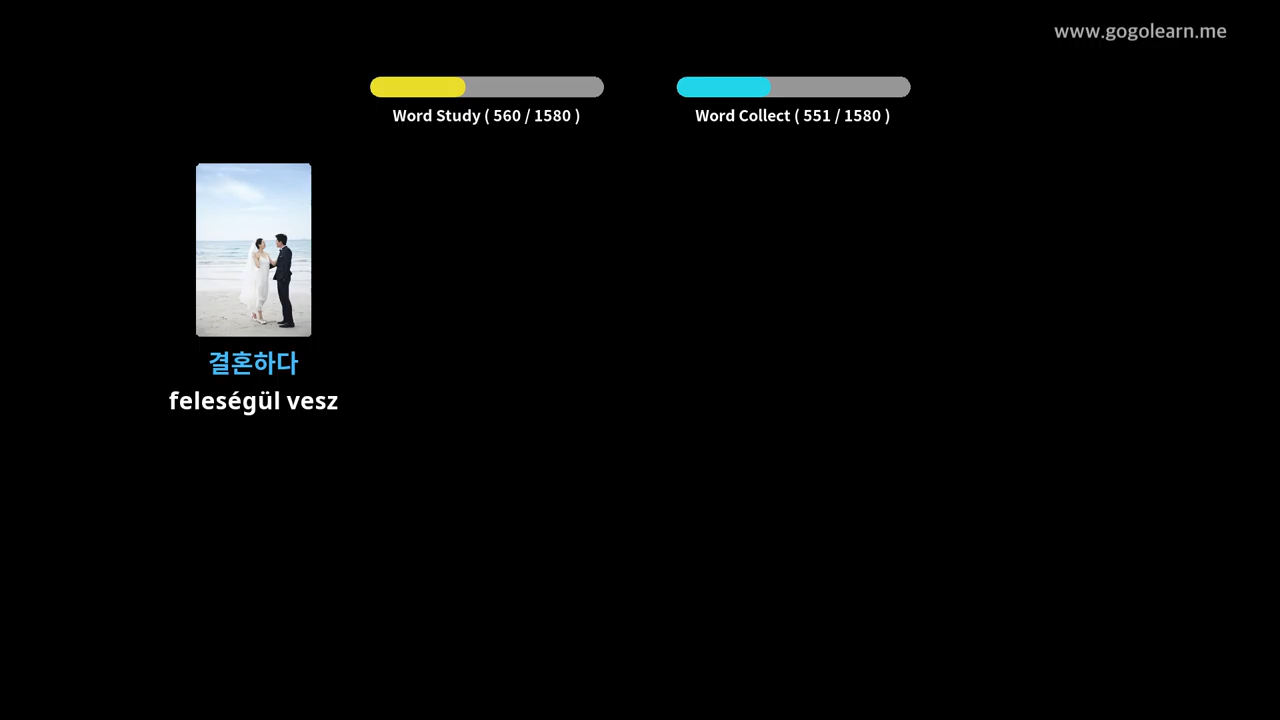 www.gogolearn.me
Word Study ( 560 / 1580 )
Word Collect ( 551 / 1580 )
결혼하다
feleségül vesz